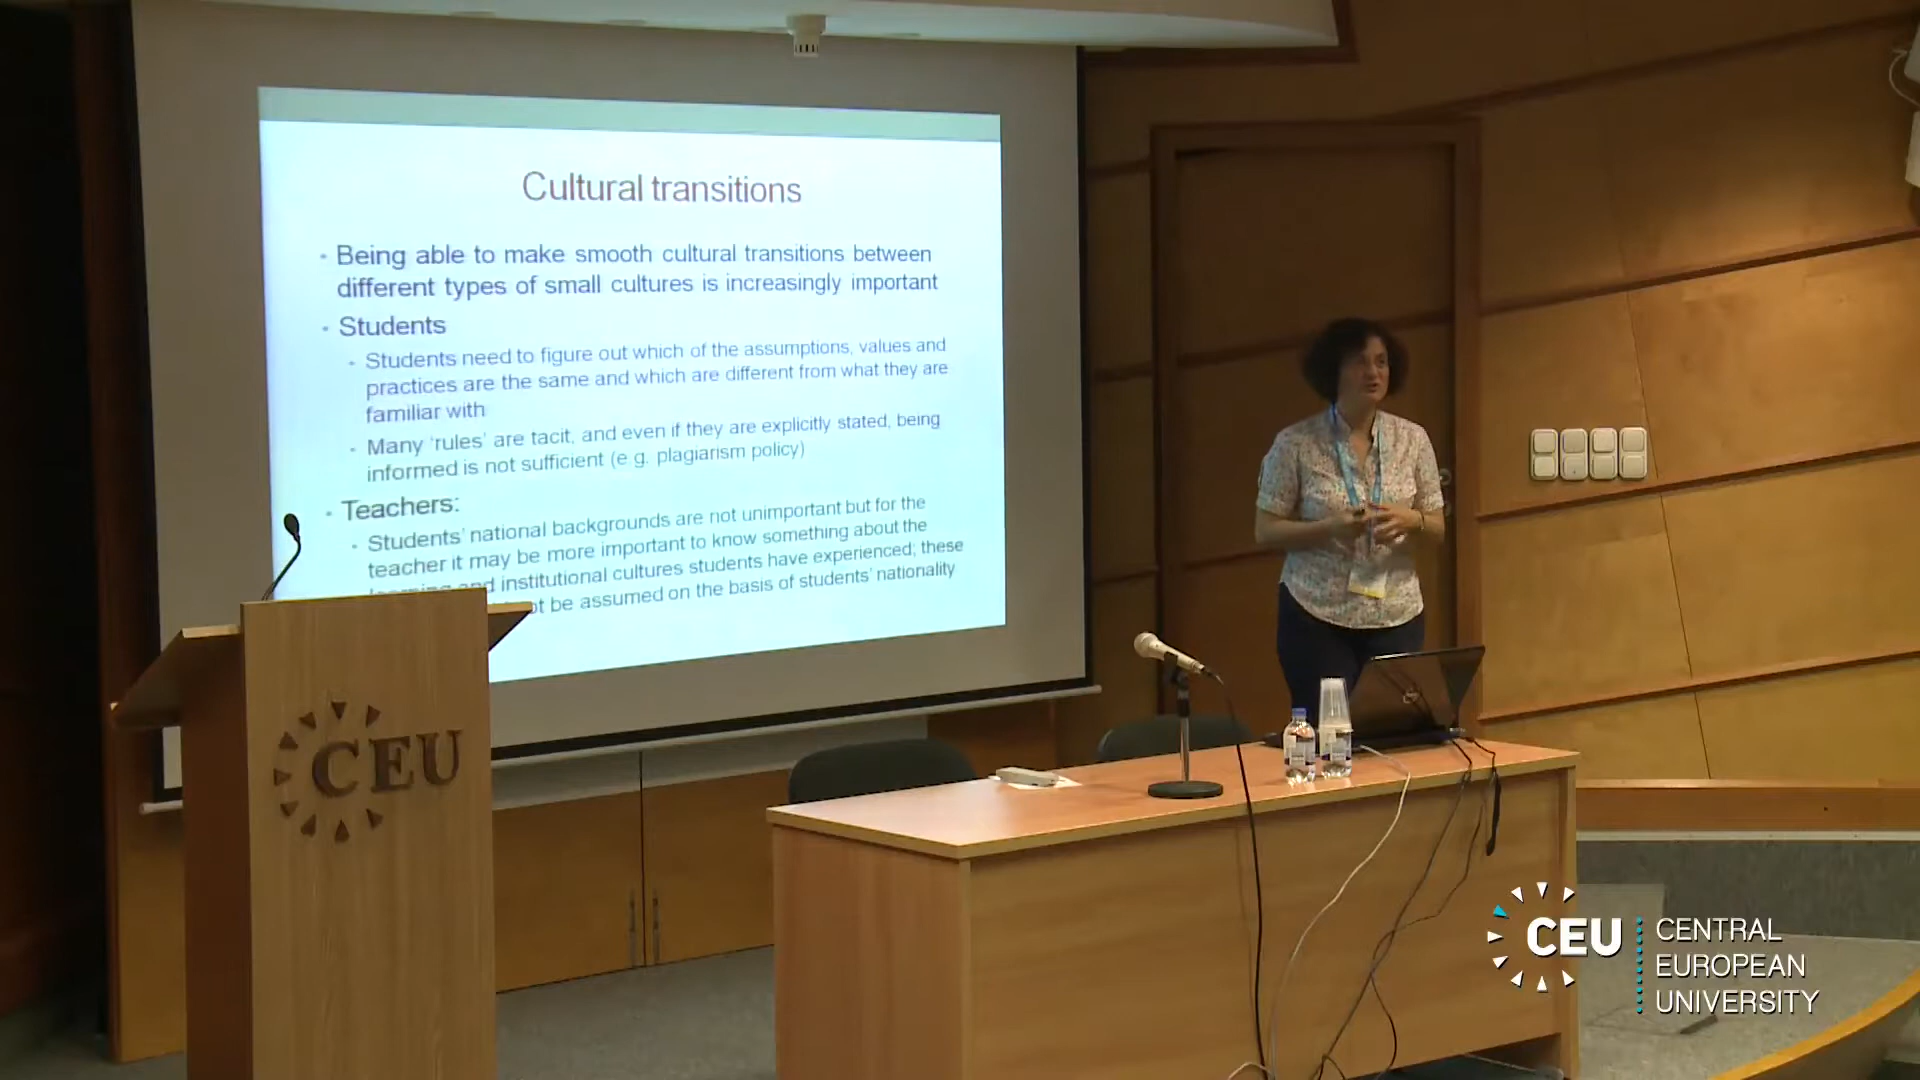 Cultural transitions
Being able to make smooth cultural transitions between
different types of small cultures is increasingly important
Students
Students need to figure out which of the assumptions, values and
practices are the same and which are different from what they are
familiar with
Many ‘rules’ are tacit, and even if they are explicitly stated, being
informed is not sufficient (e g. plagiarism policy)
Teachers:
Students’ national backgrounds are not unimportant but for the
teacher it may be more important to know something about the
and institutional cultures students have experienced; these
be assumed on the basis of students’ nationality
CEU
CEU
CENTRAL
EUROPEAN
UNIVERSITY